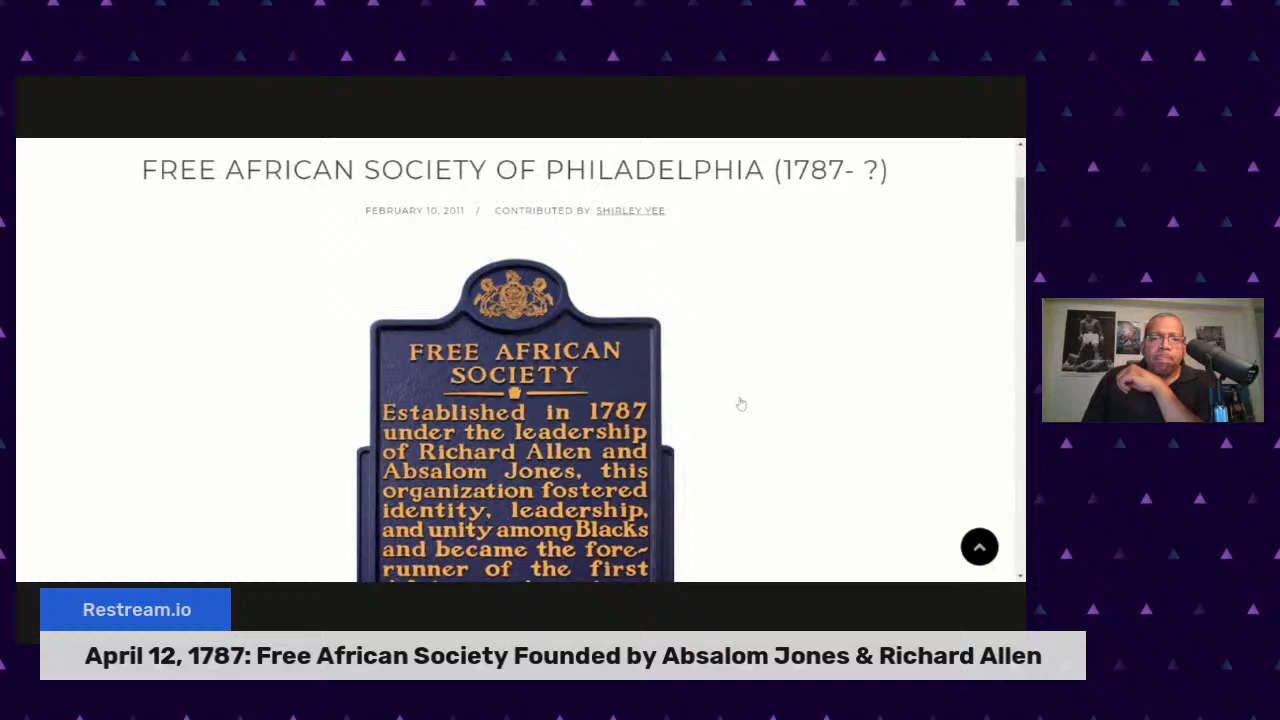 FREE AFRICAN SOCIETY OF PHILADELPHIA (1787- ?)
FEBRUARY 10, 2011 / CONTRIBUTED BY: SHIRLEY YEE
FREE AFRICAN
SOCIETY
Established in 1787
under the leadership
of Richard Allen and
Absalom Jones, this
organization fostered
identity, leadership,
and unity among Blacks
and became the fore-
runner of the first
Restream.io
April 12, 1787: Free African Society Founded by Absalom Jones & Richard Allen